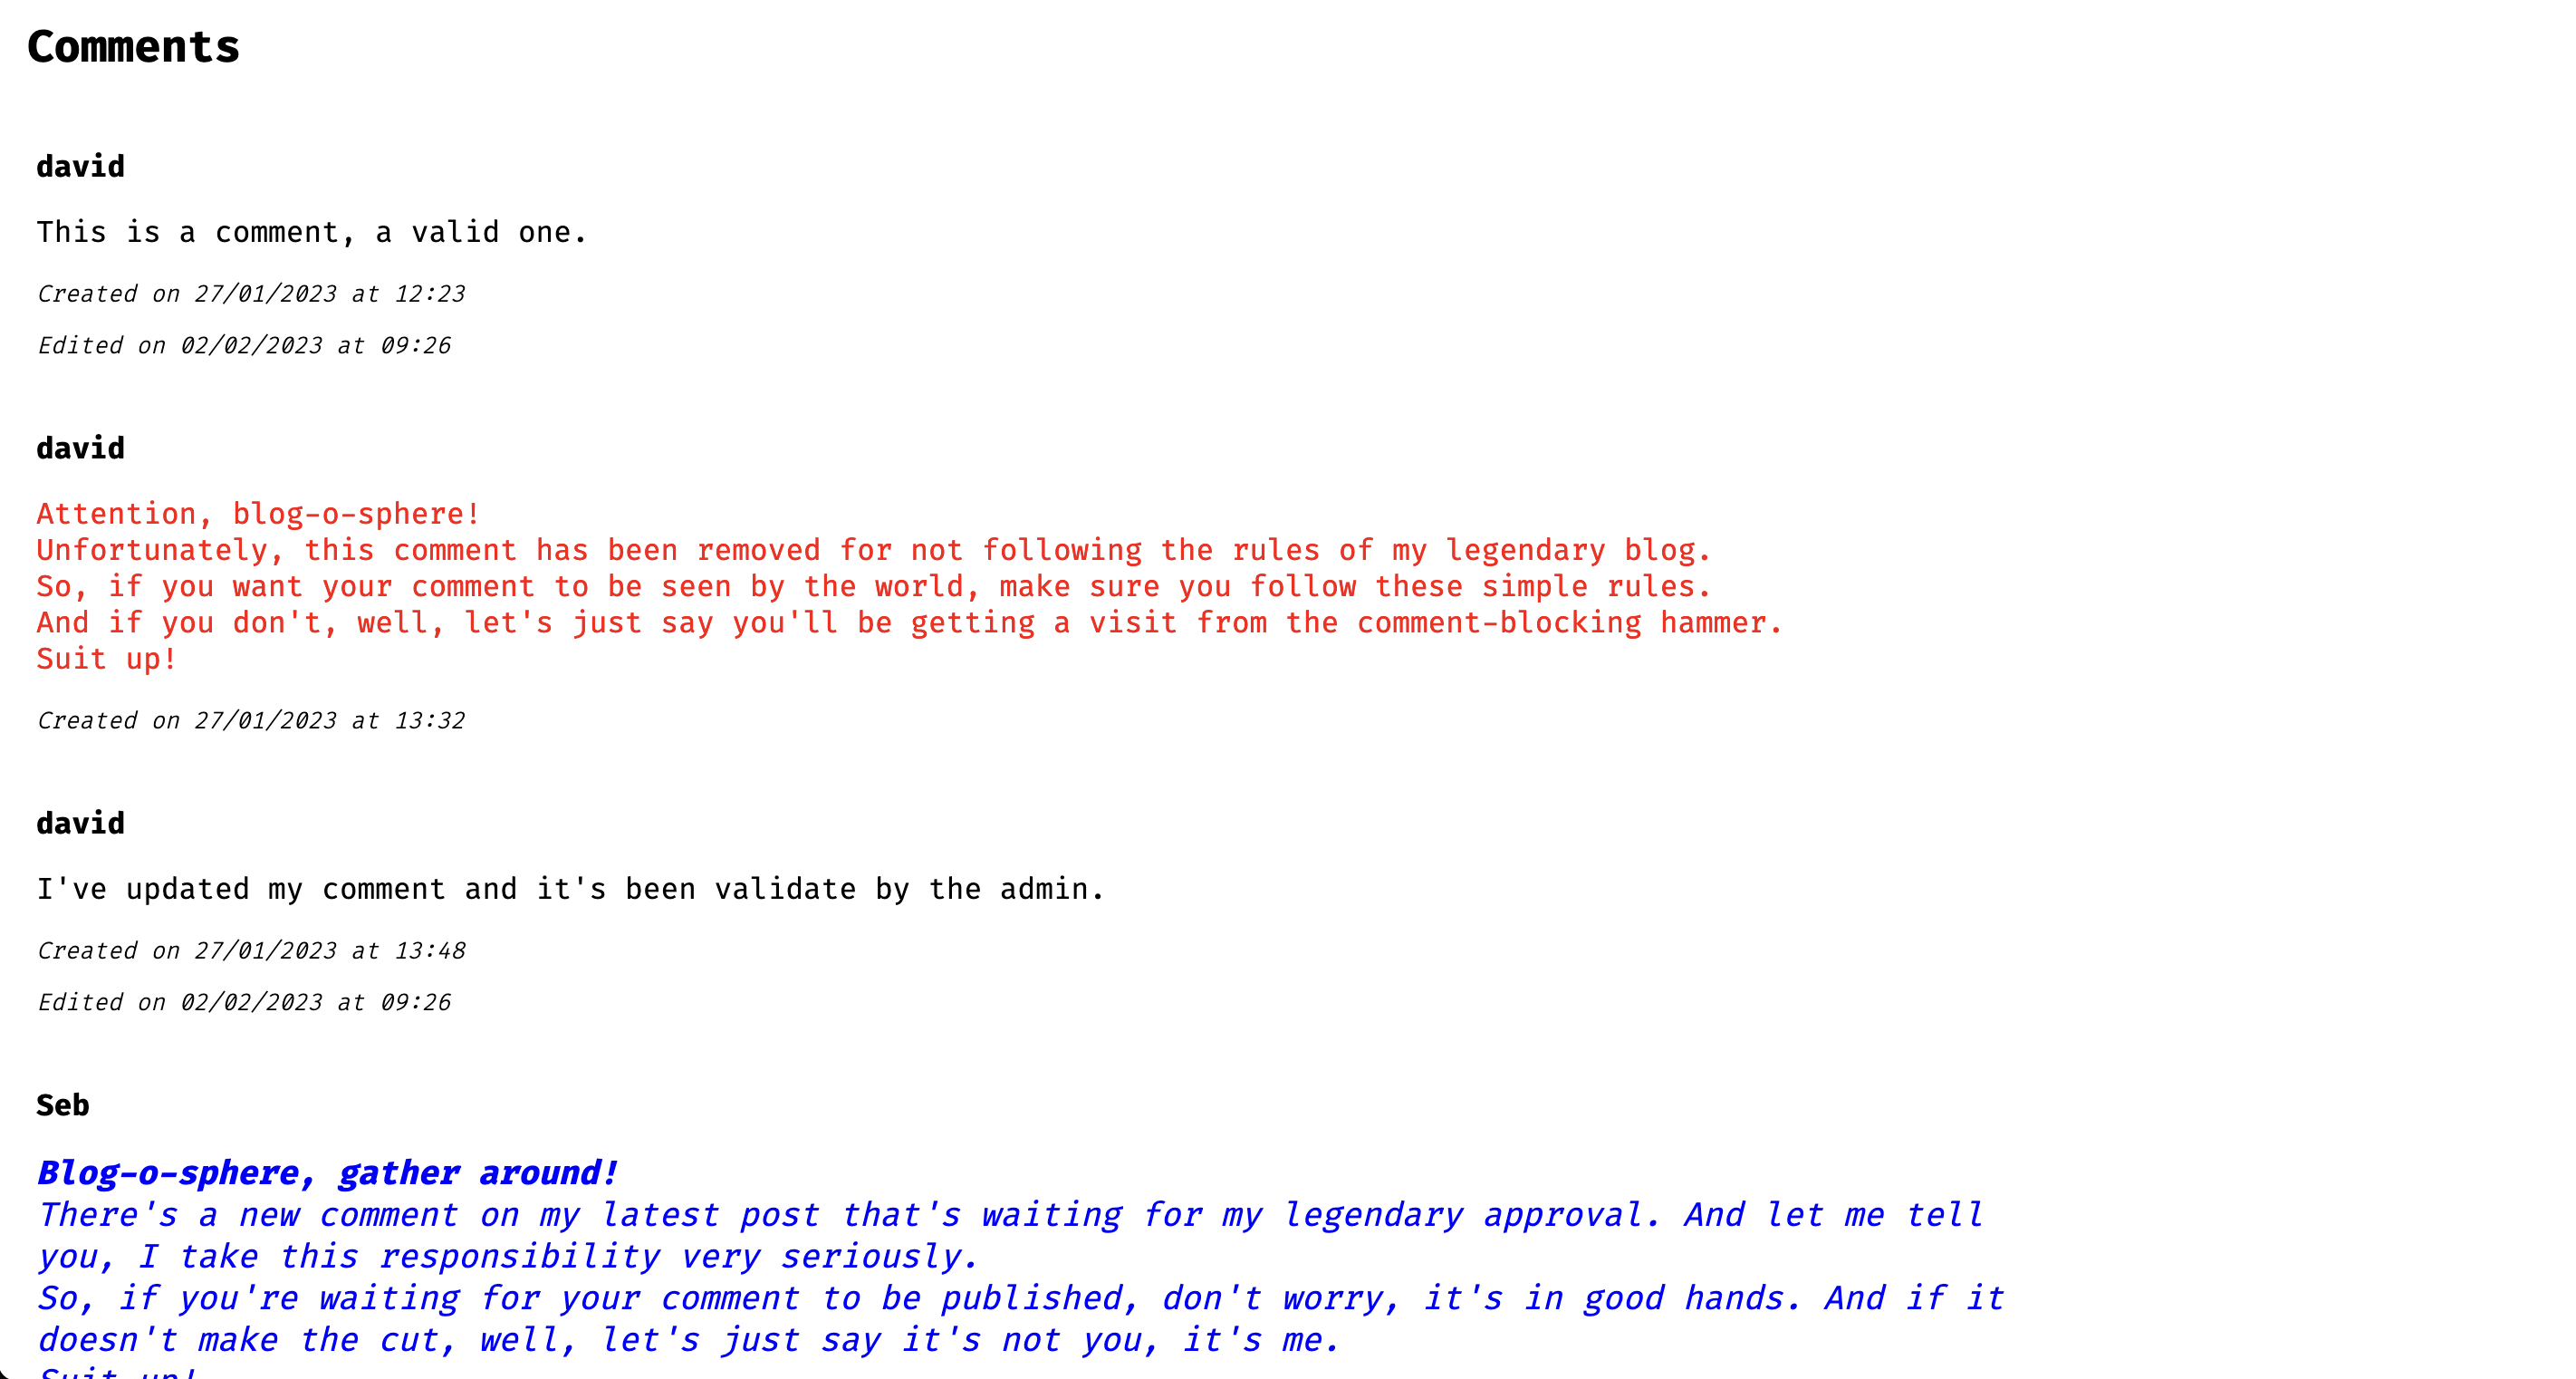 Comments
david
This is a comment, a valid one.
Created on 27/01/2023 at 12:23
Edited on 02/02/2023 at 09:26
david
Attention, blog-o-sphere!
Unfortunately, this comment has been removed for not following the rules of my legendary blog.
So, if you want your comment to be seen by the world, make sure you follow these simple rules.
And if you don't, well, let's just say you'll be getting a visit from the comment-blocking hammer.
Suit up!
Created on 27/01/2023 at 13:32
david
I've updated my comment and it's been validate by the admin.
Created on 27/01/2023 at 13:48
Edited on 02/02/2023 at 09:26
Seb
Blog-o-sphere, gather around!
There's a new comment on my latest post that's waiting for my legendary approval. And let me tell
you, I take this responsibility very seriously.
So, if you're waiting for your comment to be published, don't worry, it's in good hands. And if it
doesn't make the cut, well, let's just say it's not you, it's me.
Suit up!